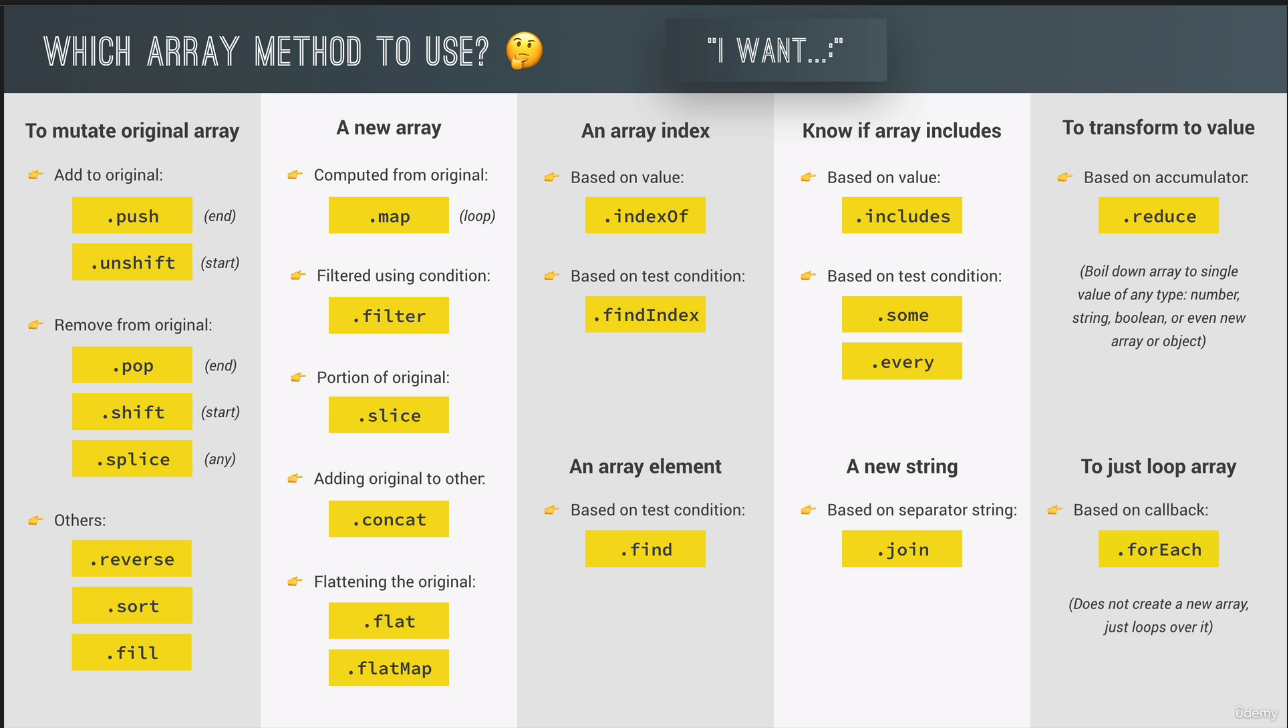 WHICH ARRAY METHOD TO USE? 🤔
"I WANT...:"
To mutate original array
👉 Add to original:
.push (end)
.unshift (start)
👉 Remove from original:
.pop (end)
.shift (start)
.splice (any)
👉 Others:
.reverse
.sort
.fill
A new array
👉 Computed from original:
.map (loop)
👉 Filtered using condition:
.filter
👉 Portion of original:
.slice
👉 Adding original to other:
.concat
👉 Flattening the original:
.flat
.flatMap
An array index
👉 Based on value:
.indexOf
👉 Based on test condition:
.findIndex
An array element
👉 Based on test condition:
.find
Know if array includes
👉 Based on value:
.includes
👉 Based on test condition:
.some
.every
A new string
👉 Based on separator string:
.join
To transform to value
👉 Based on accumulator:
.reduce
(Boil down array to single
value of any type: number,
string, boolean, or even new
array or object)
To just loop array
👉 Based on callback:
.forEach
(Does not create a new array,
just loops over it)
ûdemy